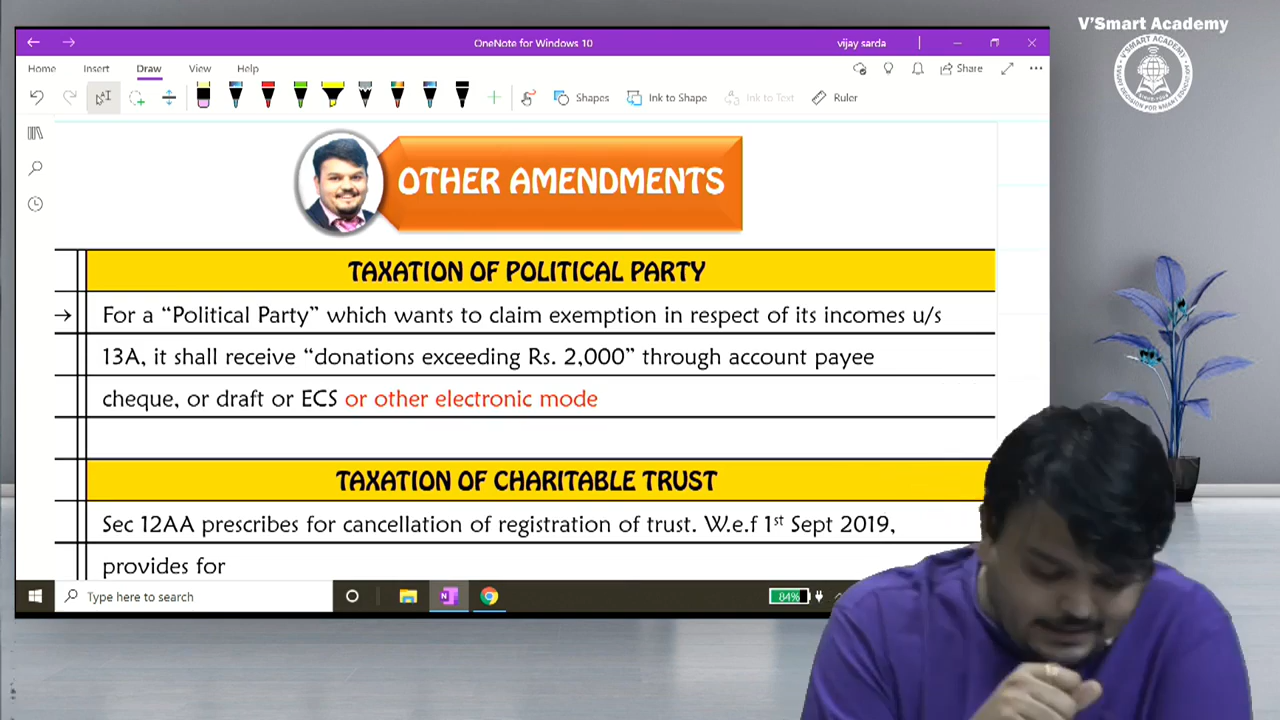 V'Smart Academy
OneNote for Windows 10
vijay sarda
Home Insert Draw View Help
Share
Shapes Ink to Shape Ink to Text Ruler
OTHER AMENDMENTS
TAXATION OF POLITICAL PARTY
→ For a “Political Party” which wants to claim exemption in respect of its incomes u/s
13A, it shall receive “donations exceeding Rs. 2,000” through account payee
cheque, or draft or ECS or other electronic mode
TAXATION OF CHARITABLE TRUST
Sec 12AA prescribes for cancellation of registration of trust. W.e.f 1st Sept 2019,
provides for
Type here to search
84%